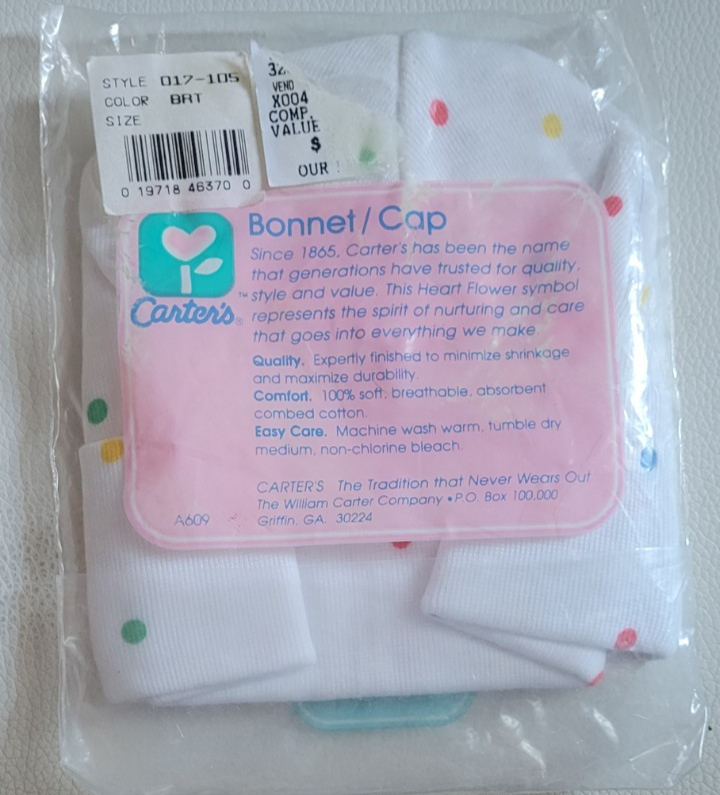 STYLE 017-105
COLOR BRT
SIZE
0 19718 46370 0
VEND
X004
COMP.
VALUE
$
OUR
Bonnet/Cap
Since 1865, Carter's has been the name
that generations have trusted for quality,
style and value. This Heart Flower symbol
represents the spirit of nurturing and care
that goes into everything we make.
TM
Carter's®
Quality. Expertly finished to minimize shrinkage
and maximize durability.
Comfort. 100% soft, breathable, absorbent
combed cotton.
Easy Care. Machine wash warm, tumble dry
medium, non-chlorine bleach.
CARTER'S The Tradition that Never Wears Out
The William Carter Company • P.O. Box 100,000
Griffin, GA. 30224
A609